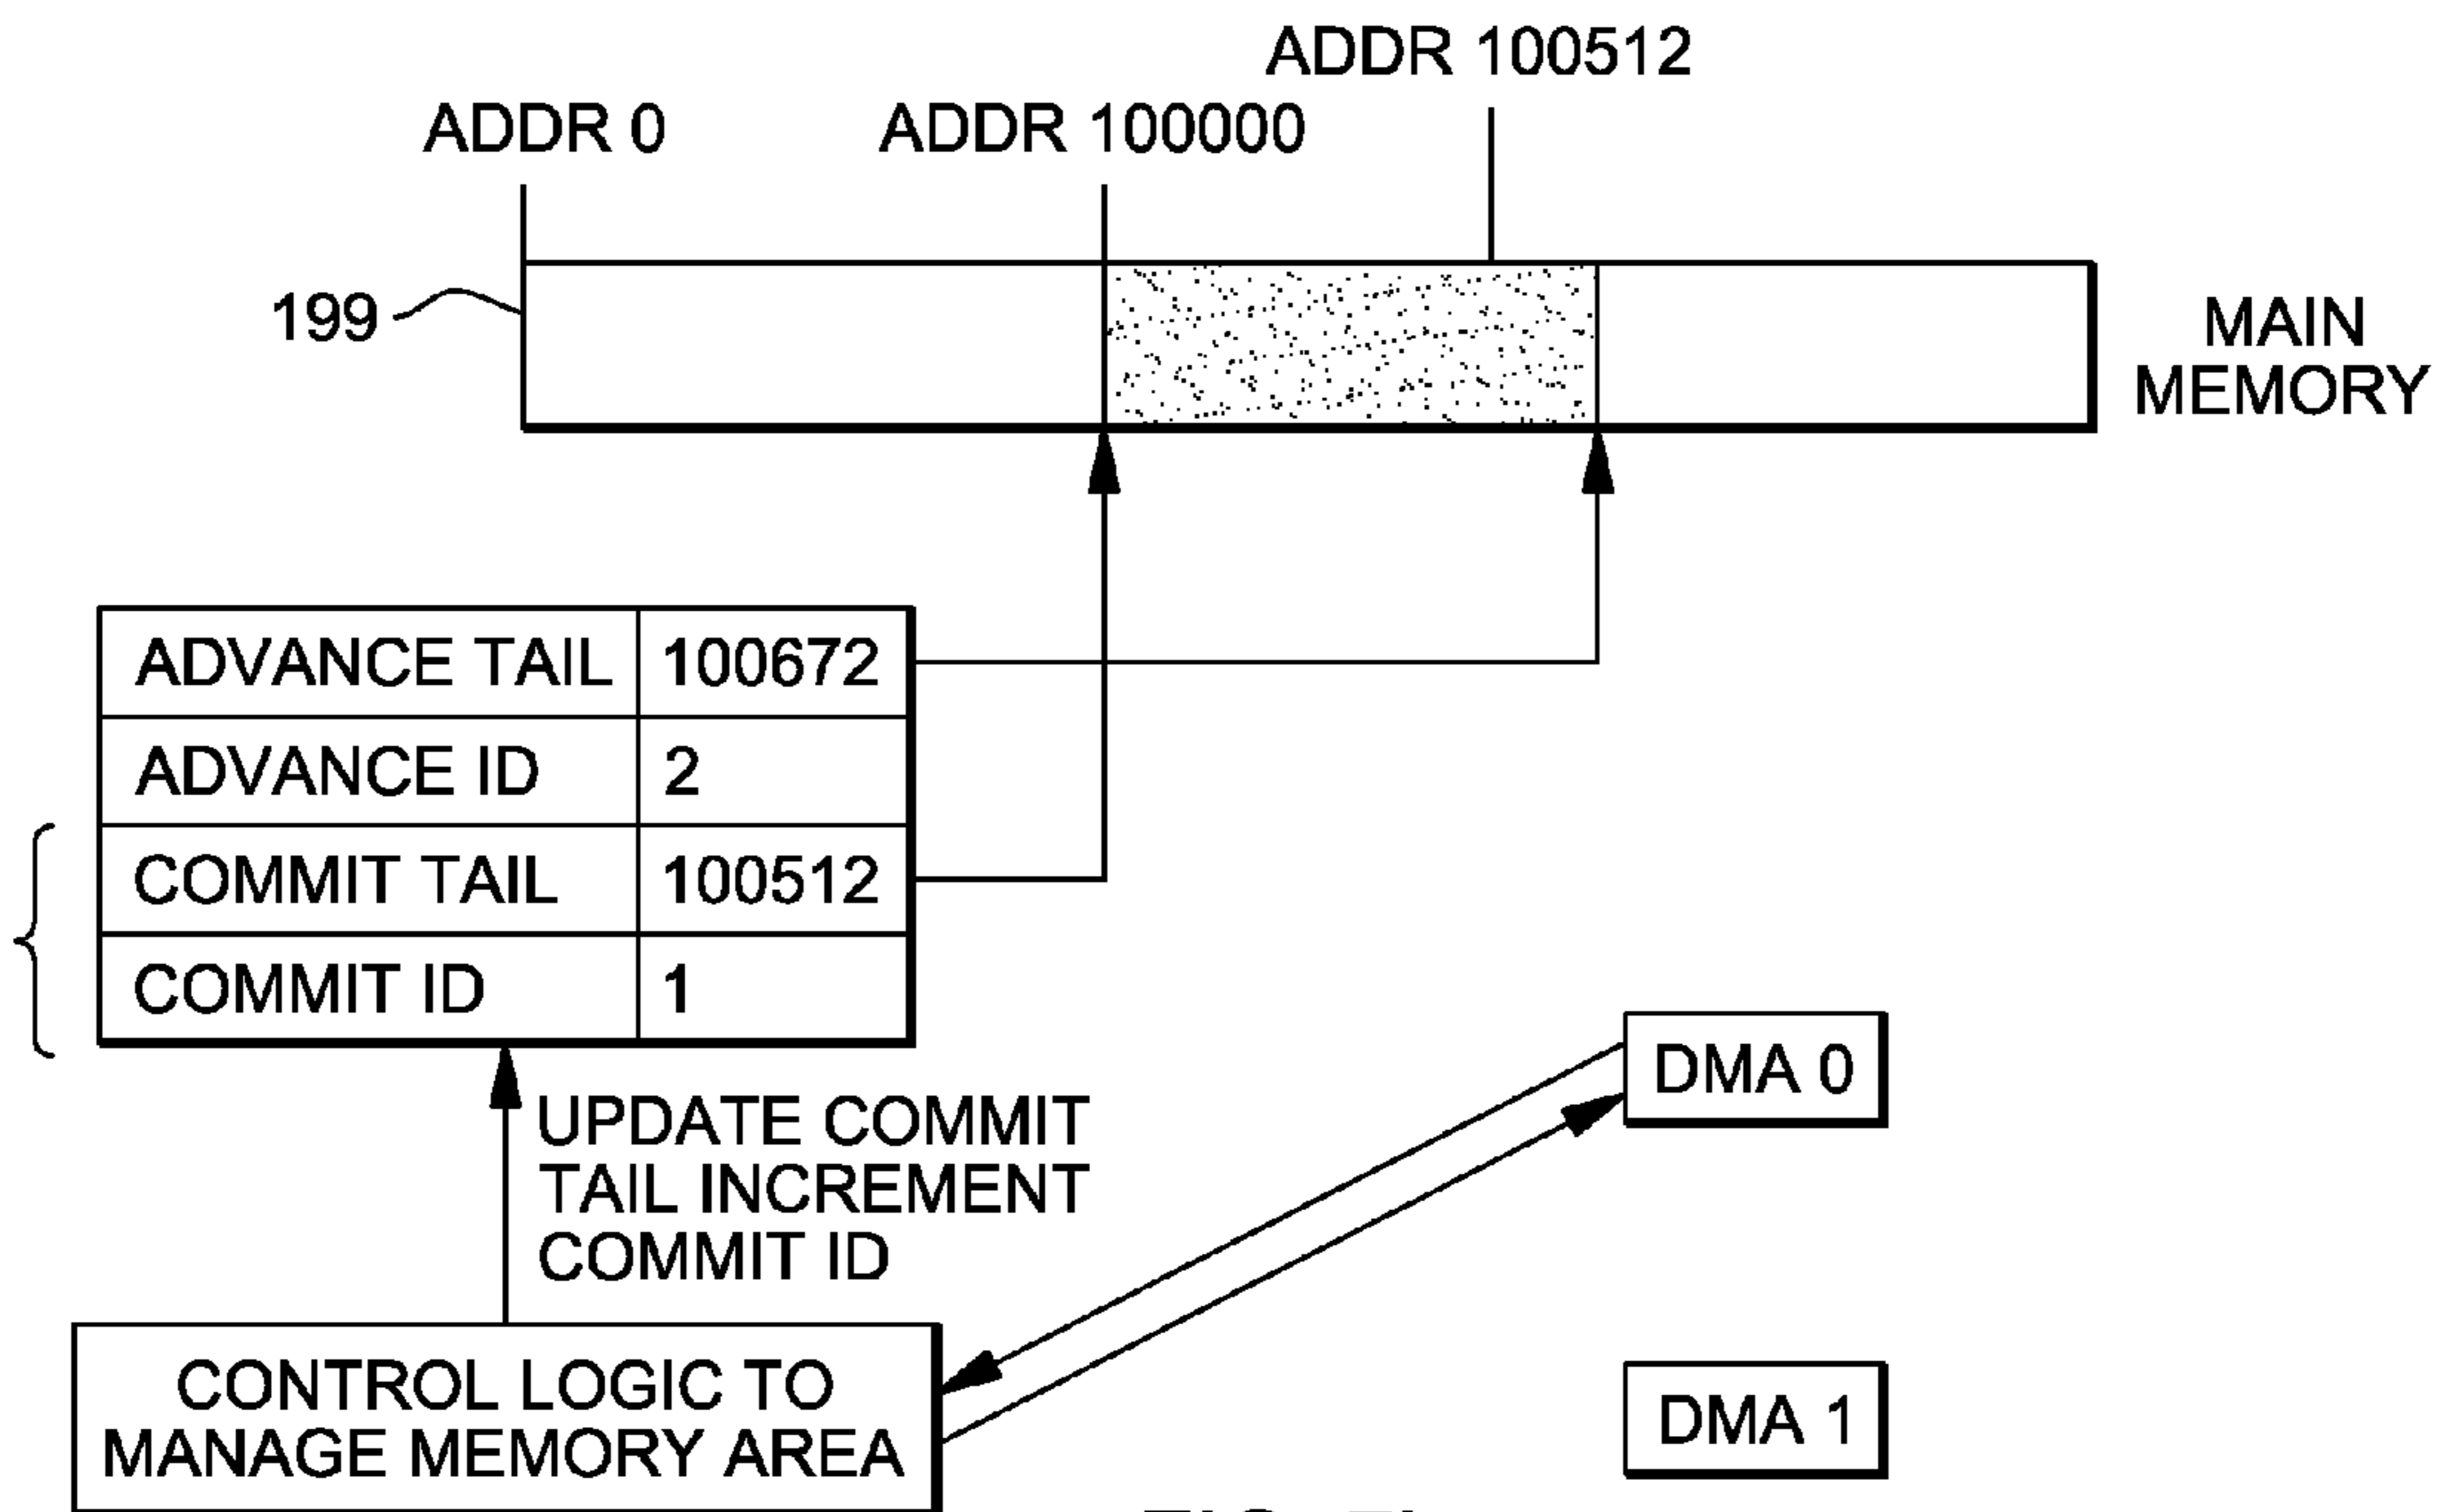 ADDR 100512
ADDR 0
ADDR 100000
199
MAIN
MEMORY
ADVANCE TAIL 100672
ADVANCE ID 2
COMMIT TAIL 100512
COMMIT ID 1
DMA 0
UPDATE COMMIT
TAIL INCREMENT
COMMIT ID
CONTROL LOGIC TO
MANAGE MEMORY AREA
DMA 1